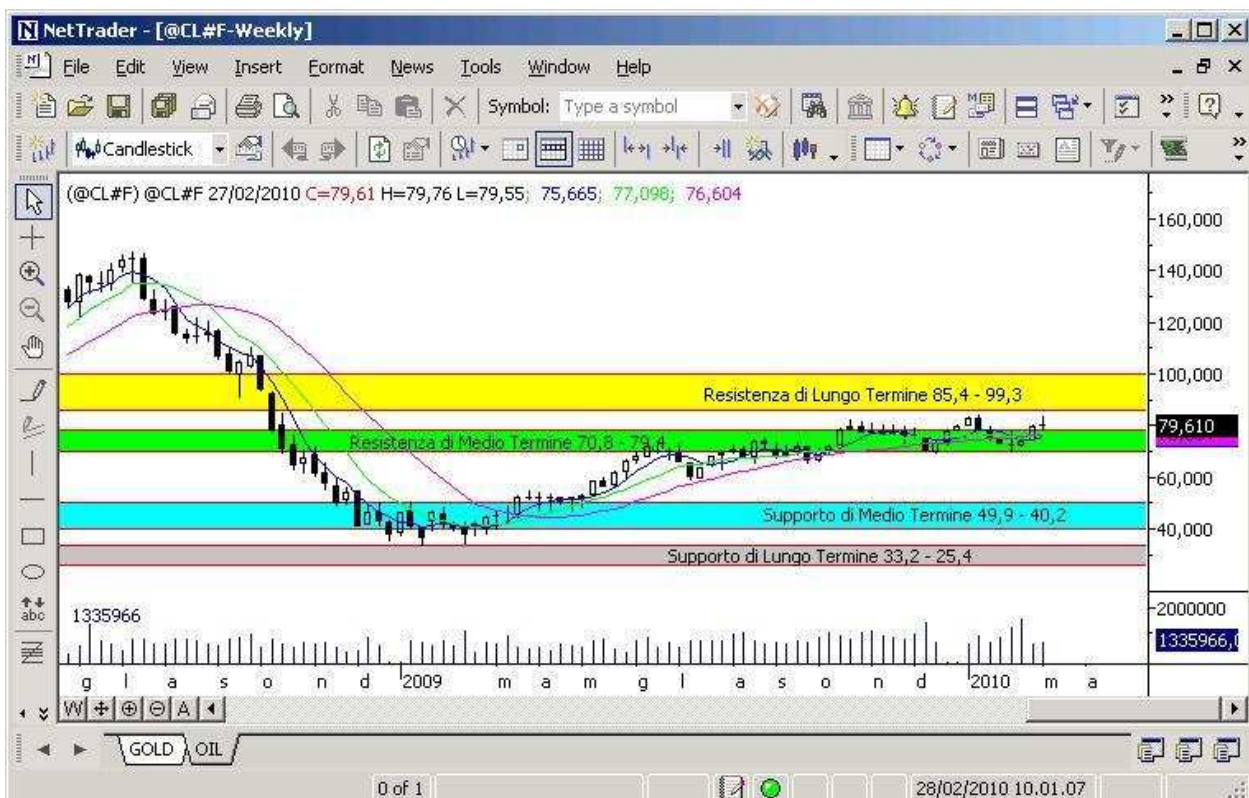 NetTrader - [@CL#F-Weekly]
File Edit View Insert Format News Tools Window Help
Symbol: Type a symbol
Candlestick
(@CL#F) @CL#F 27/02/2010 C=79,61 H=79,76 L=79,55; 75,665; 77,098; 76,604
160,000
140,000
120,000
100,000
Resistenza di Lungo Termine 85,4 - 99,3
79,610
Resistenza di Medio Termine 70,8 - 79,4
60,000
Supporto di Medio Termine 49,9 - 40,2
40,000
Supporto di Lungo Termine 33,2 - 25,4
abc
1335966
2000000
1335966,0
g l a s o n d 2009 m a m g l a s o n d 2010 m a
W A
GOLD OIL
0 of 1
28/02/2010 10.01.07